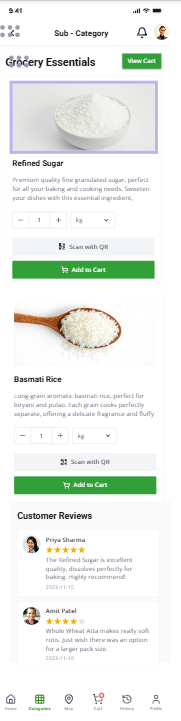 9.41
Sub - Category
Grocery Essentials
View Cart
Refined Sugar
Premium quality fine granulated sugar, perfect
for all your baking and cooking needs. Sweeten
your dishes with this essential ingredient,
1
kg
Scan with QR
Add to Cart
Basmati Rice
Long-grain aromatic basmati rice, perfect for
biryani and pulao. Each grain cooks perfectly
separate, offering a delicate fragrance and fluffy
1
kg
Scan with QR
Add to Cart
Customer Reviews
Priya Sharma
The Refined Sugar is excellent
quality, dissolves perfectly for
baking. Highly recommend!
2023-11-15
Amit Patel
Whole Wheat Atta makes really soft
rotis. Just wish there was an option
for a larger pack size.
2023-11-10
Home Categories Map Cart History Profile